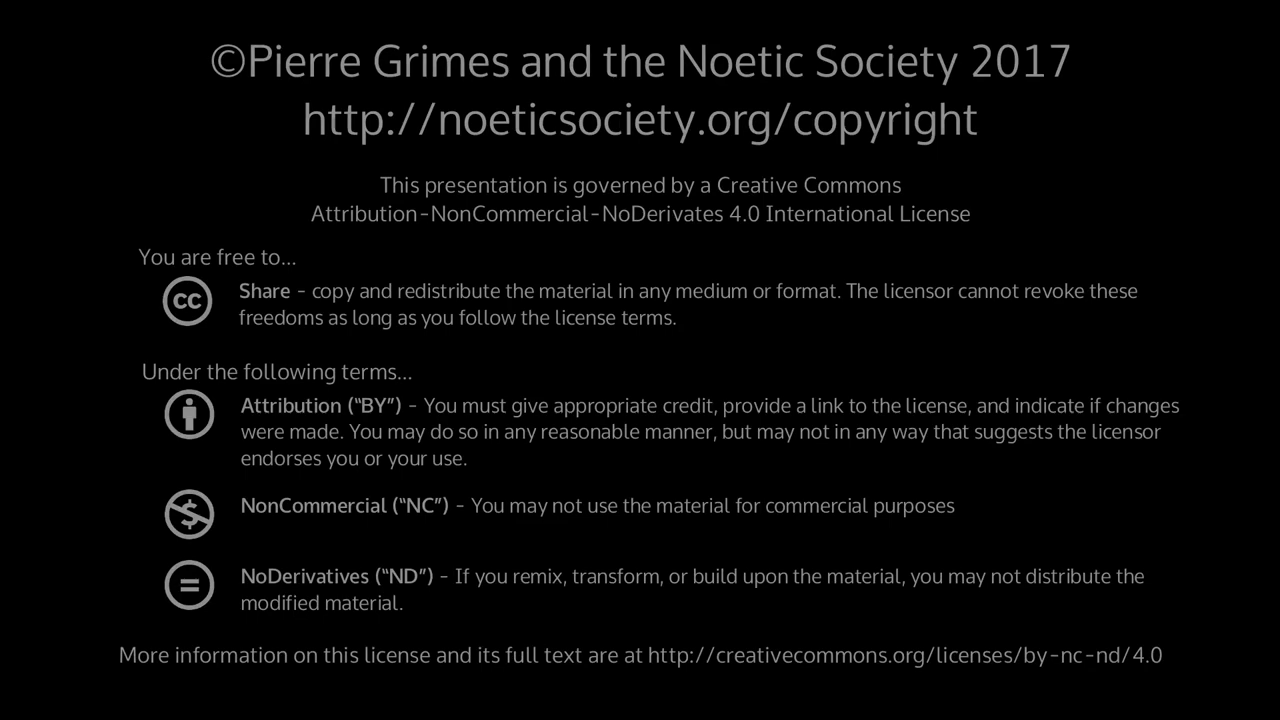 ©Pierre Grimes and the Noetic Society 2017
http://noeticsociety.org/copyright
This presentation is governed by a Creative Commons
Attribution-NonCommercial-NoDerivates 4.0 International License
You are free to...
cc
Share - copy and redistribute the material in any medium or format. The licensor cannot revoke these
freedoms as long as you follow the license terms.
Under the following terms...
Attribution (“BY”) - You must give appropriate credit, provide a link to the license, and indicate if changes
were made. You may do so in any reasonable manner, but may not in any way that suggests the licensor
endorses you or your use.
NonCommercial (“NC”) - You may not use the material for commercial purposes
NoDerivatives (“ND”) - If you remix, transform, or build upon the material, you may not distribute the
modified material.
More information on this license and its full text are at http://creativecommons.org/licenses/by-nc-nd/4.0